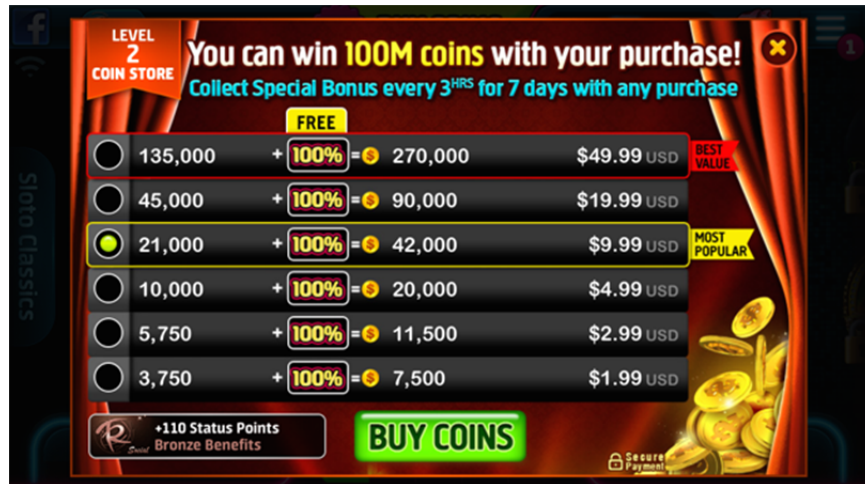 LEVEL
2
COIN STORE
You can win 100M coins with your purchase!
Collect Special Bonus every 3HRS for 7 days with any purchase
FREE
135,000 + 100% = $ 270,000 $49.99 USD
BEST
VALUE
45,000 + 100% = $ 90,000 $19.99 USD
21,000 + 100% = $ 42,000 $9.99 USD
MOST
POPULAR
10,000 + 100% = $ 20,000 $4.99 USD
5,750 + 100% = $ 11,500 $2.99 USD
3,750 + 100% = $ 7,500 $1.99 USD
R
Social
+110 Status Points
Bronze Benefits
BUY COINS
Secure
Payment
Sloto Classics
f
1